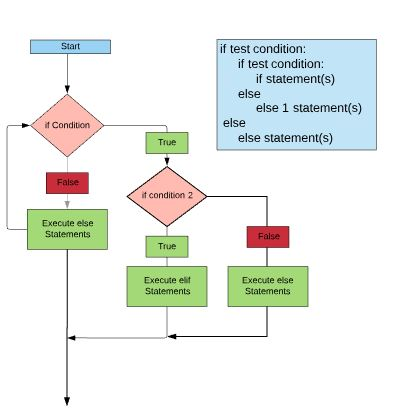 Start
if test condition:
if test condition:
if statement(s)
else
else 1 statement(s)
else
else statement(s)
if Condition
True
False
if condition 2
Execute else
Statements
True
False
Execute elif
Statements
Execute else
Statements